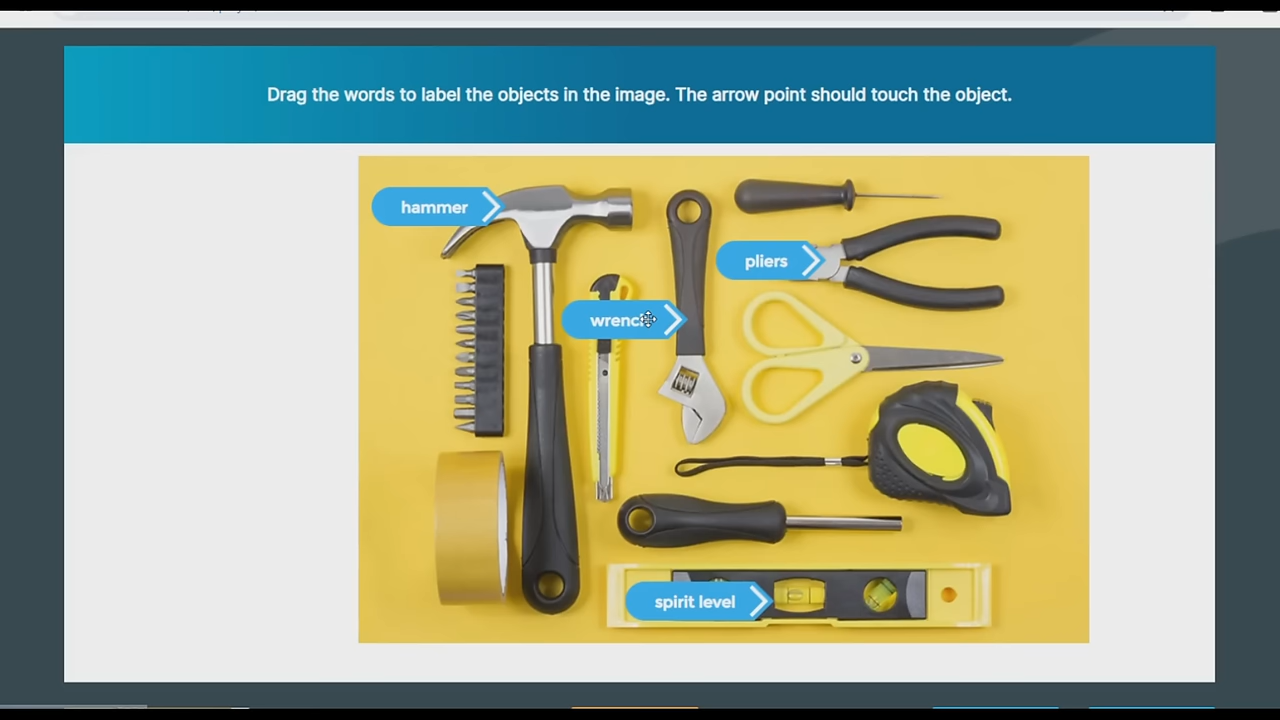 Drag the words to label the objects in the image. The arrow point should touch the object.
hammer
pliers
wrench
spirit level